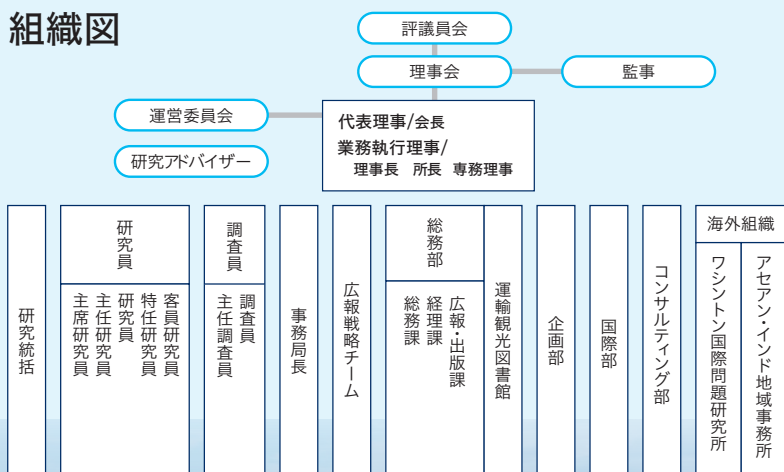 組織図
評議員会
理事会
監事
運営委員会
研究アドバイザー
代表理事/会長
業務執行理事/
理事長 所長 専務理事
研究統括
研究員
主席研究員
主任研究員
研究員
特任研究員
客員研究員
調査員
主任調査員
調査員
事務局長
広報戦略チーム
総務部
総務課
経理課
広報・出版課
運輸観光図書館
企画部
国際部
コンサルティング部
海外組織
ワシントン国際問題研究所
アセアン・インド地域事務所